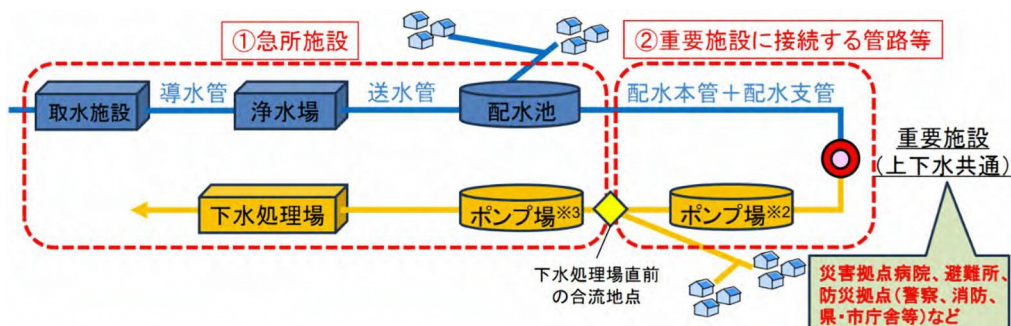 ①急所施設
②重要施設に接続する管路等
取水施設
導水管
浄水場
送水管
配水池
配水本管＋配水支管
重要施設
(上下水共通)
下水処理場
ポンプ場※3
ポンプ場※2
下水処理場直前
の合流地点
災害拠点病院、避難所、
防災拠点(警察、消防、
県・市庁舎等)など